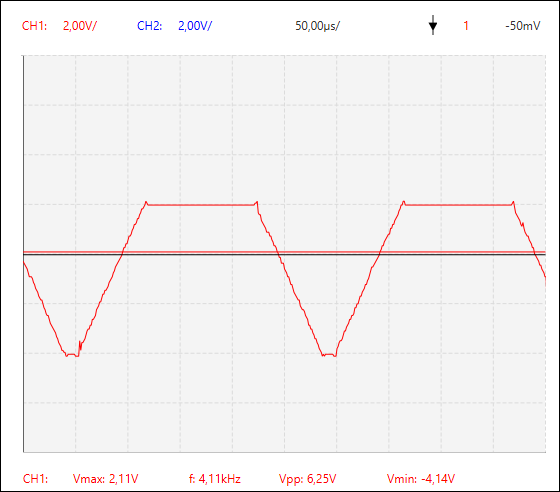 CH1: 2,00V/ CH2: 2,00V/ 50,00µs/ 1 -50mV
CH1: Vmax: 2,11V f: 4,11kHz Vpp: 6,25V Vmin: -4,14V